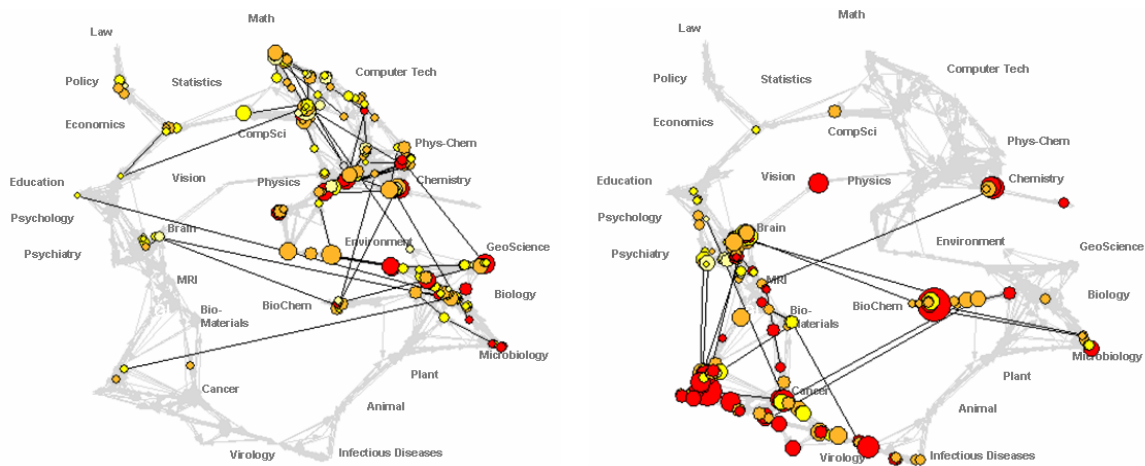 Math
Law
Policy
Statistics
Computer Tech
Economics
CompSci
Phys-Chem
Education
Vision
Physics
Chemistry
Psychology
Brain
Environment
GeoScience
Psychiatry
MRI
BioChem
Biology
Bio-
Materials
Microbiology
Plant
Cancer
Animal
Virology
Infectious Diseases
Math
Law
Policy
Statistics
Computer Tech
Economics
CompSci
Phys-Chem
Education
Vision
Physics
Chemistry
Psychology
Brain
Environment
GeoScience
Psychiatry
MRI
BioChem
Biology
Bio-
Materials
Microbiology
Plant
Cancer
Animal
Virology
Infectious Diseases